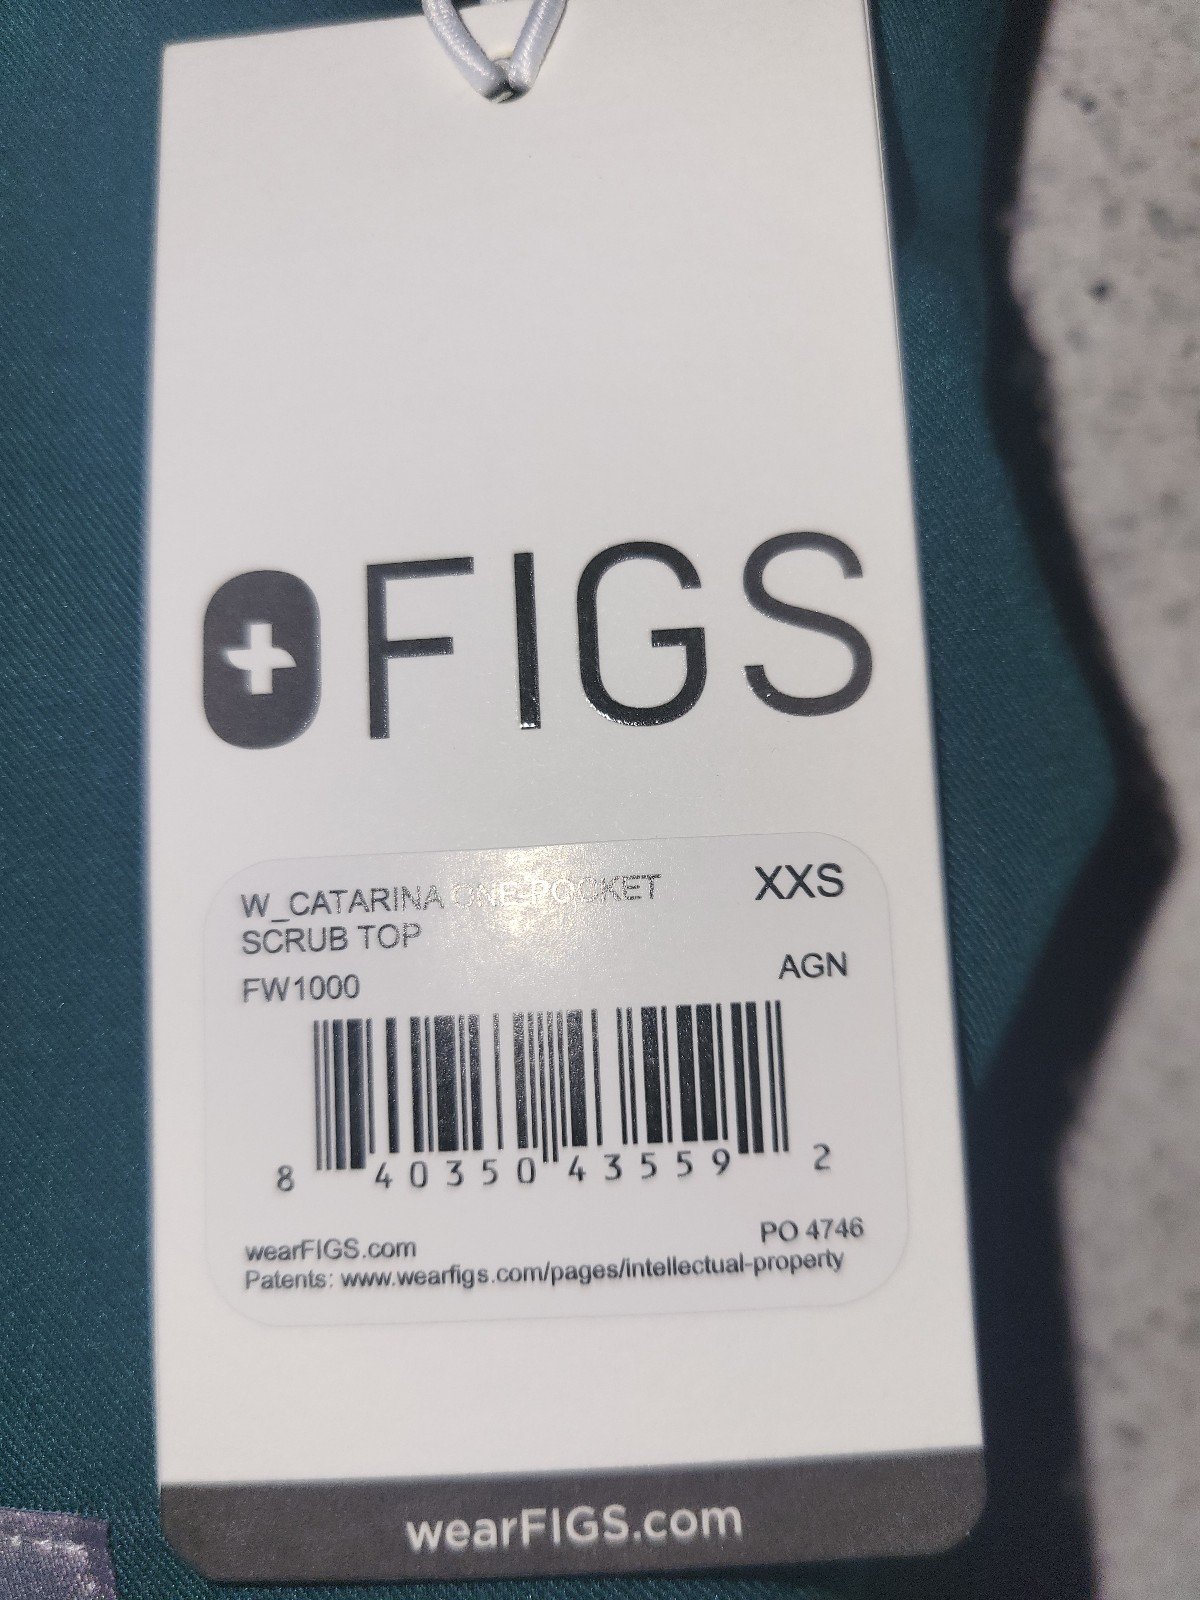 FIGS
W_CATARINA ONE POCKET
SCRUB TOP
XXS
FW1000
AGN
8 40350 43559 2
PO 4746
wearFIGS.com
Patents: www.wearfigs.com/pages/intellectual-property
wearFIGS.com